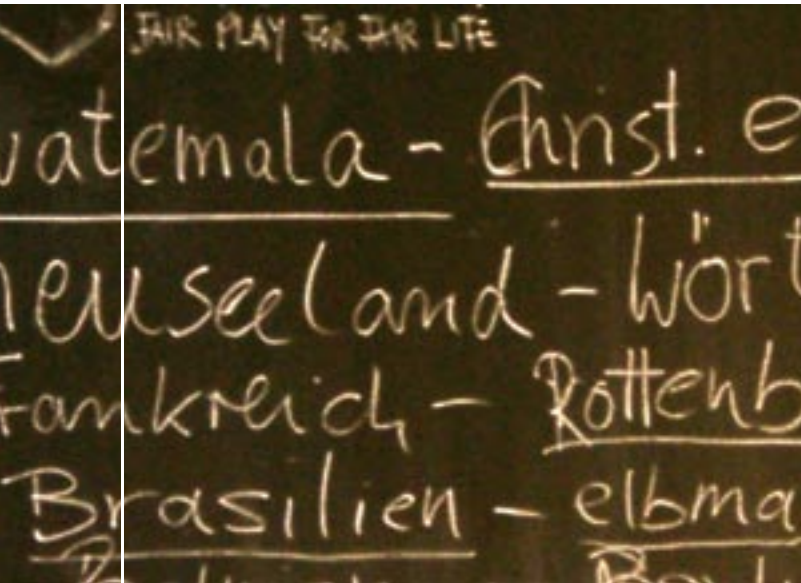 FAIR PLAY FOR FAIR LIFE
uatemala - Christ. e
neuseeland - Wört
Frankreich - Rottenb
Brasilien - elbma